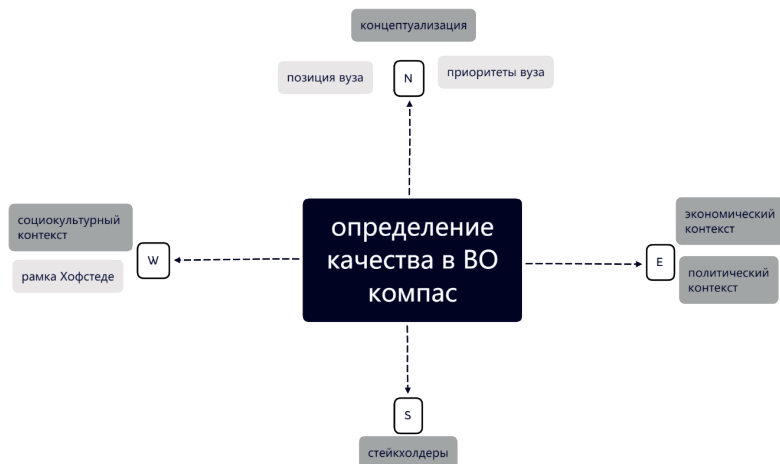 концептуализация
позиция вуза
N
приоритеты вуза
социокультурный
контекст
W
рамка Хофстеде
определение
качества в ВО
компас
экономический
контекст
E
политический
контекст
S
стейкхолдеры